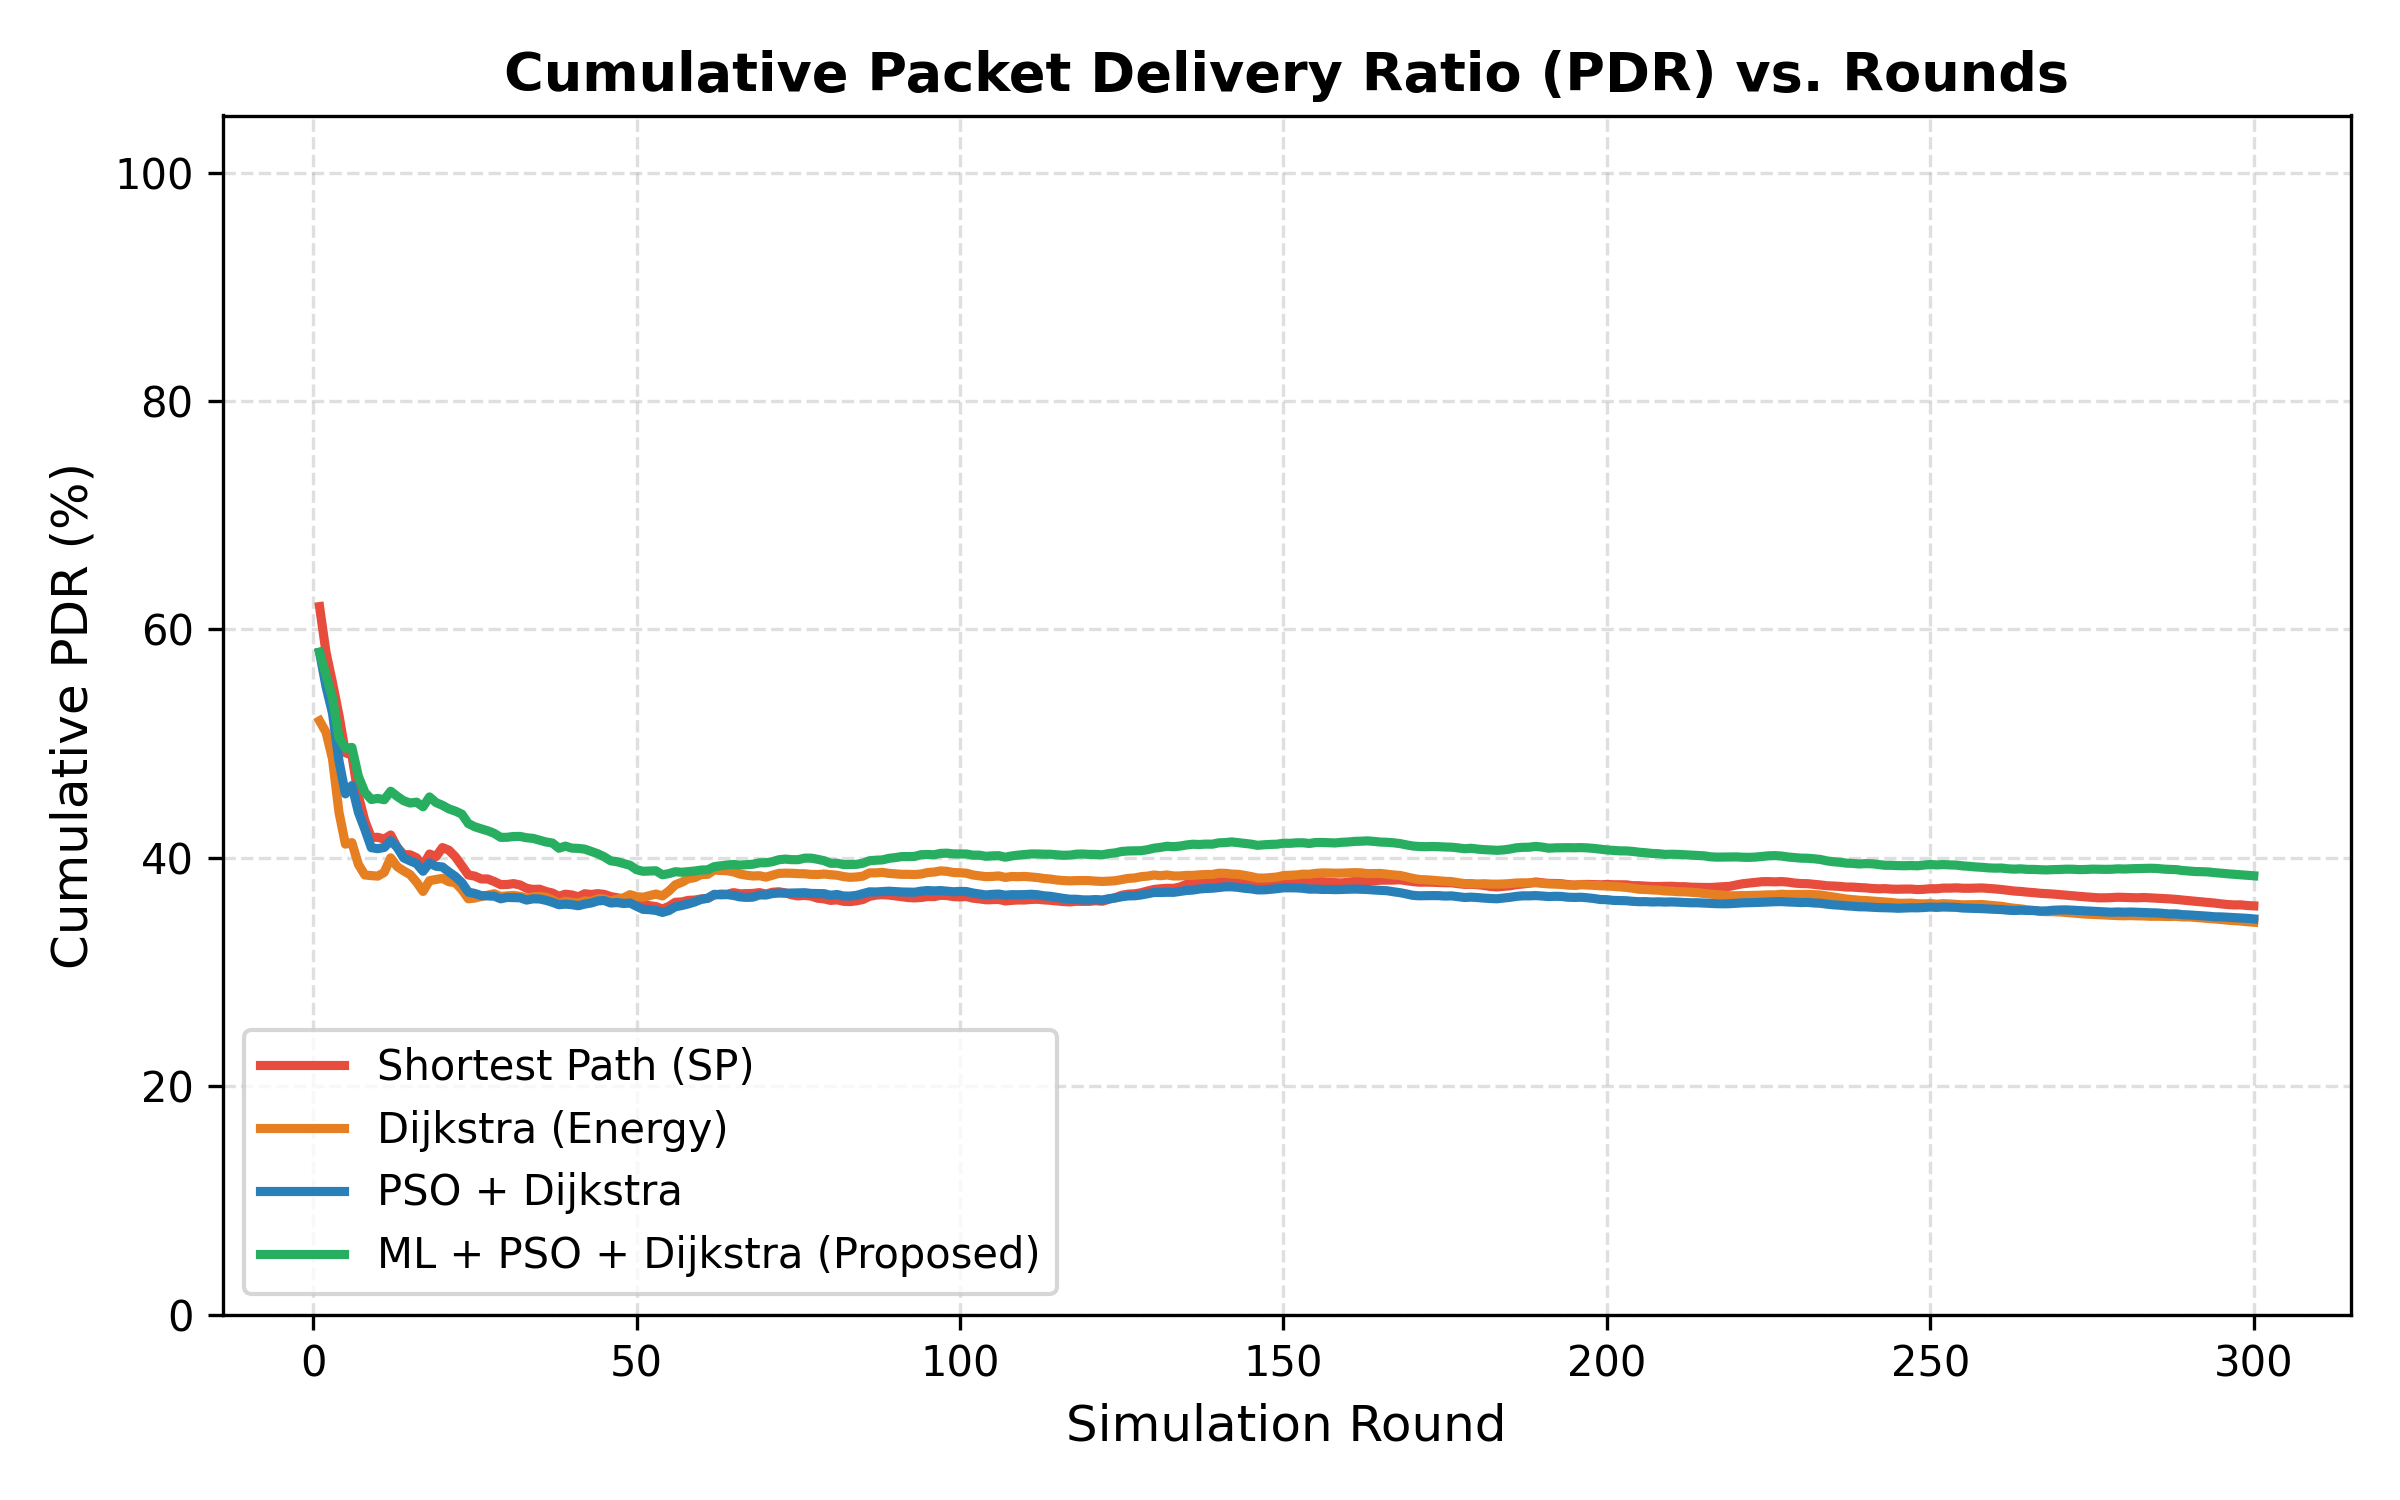 Cumulative Packet Delivery Ratio (PDR) vs. Rounds
Cumulative PDR (%)
100
80
60
40
20
0
Shortest Path (SP)
Dijkstra (Energy)
PSO + Dijkstra
ML + PSO + Dijkstra (Proposed)
0 50 100 150 200 250 300
Simulation Round